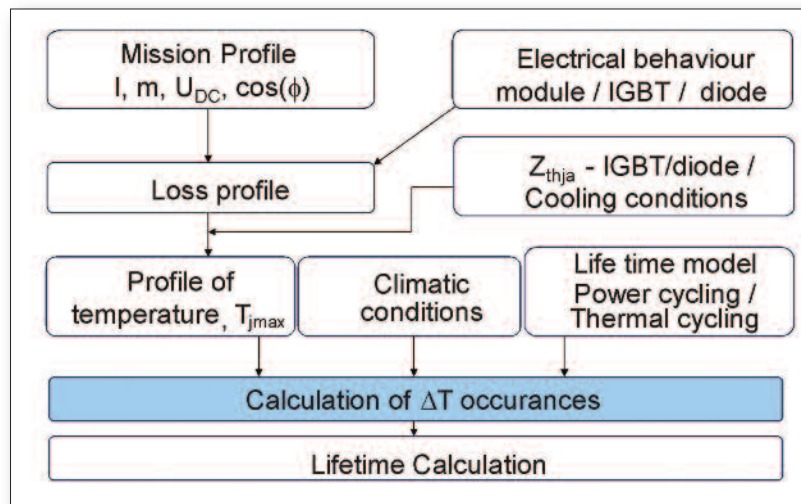 Mission Profile
I, m, U_DC, cos(ϕ)
Electrical behaviour
module / IGBT / diode
Loss profile
Z_thja - IGBT/diode /
Cooling conditions
Profile of
temperature, T_jmax
Climatic
conditions
Life time model
Power cycling /
Thermal cycling
Calculation of ΔT occurances
Lifetime Calculation